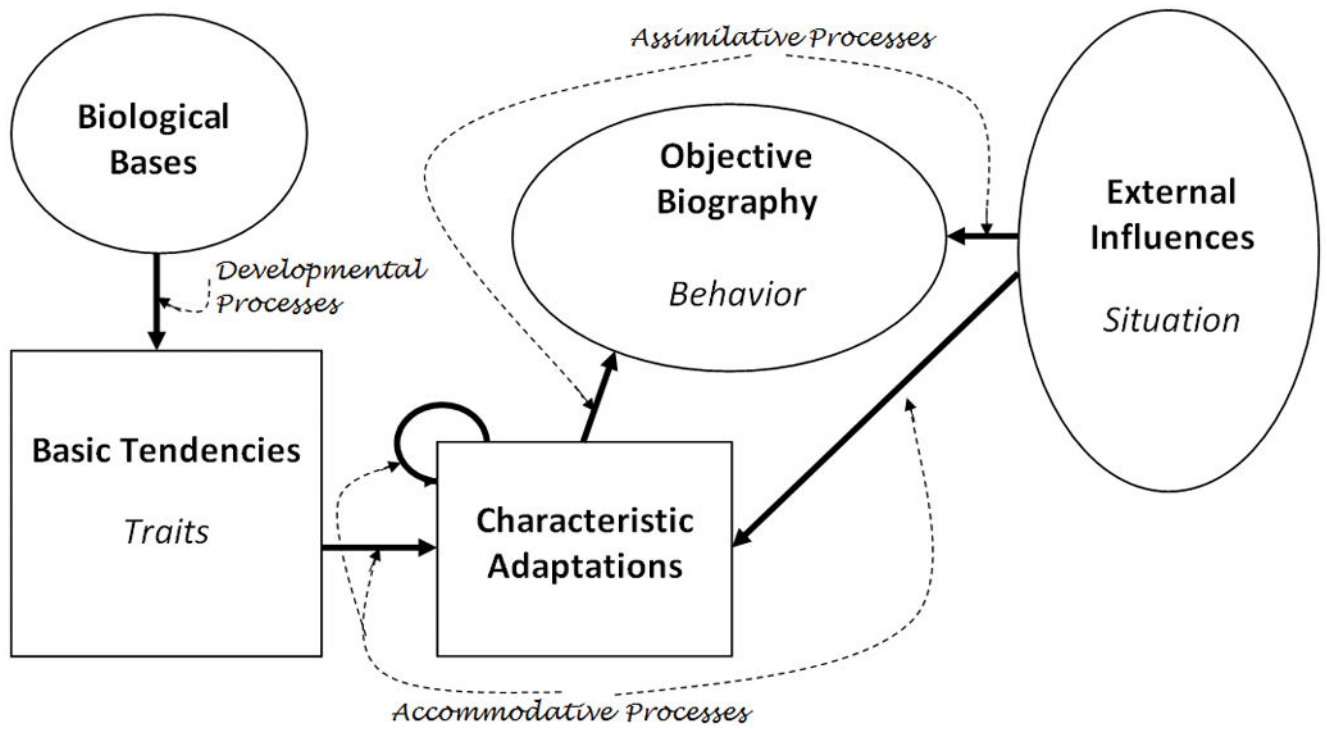 Assimilative Processes
Biological
Bases
Objective
Biography
Behavior
External
Influences
Situation
Developmental
Processes
Basic Tendencies
Traits
Characteristic
Adaptations
Accommodative Processes